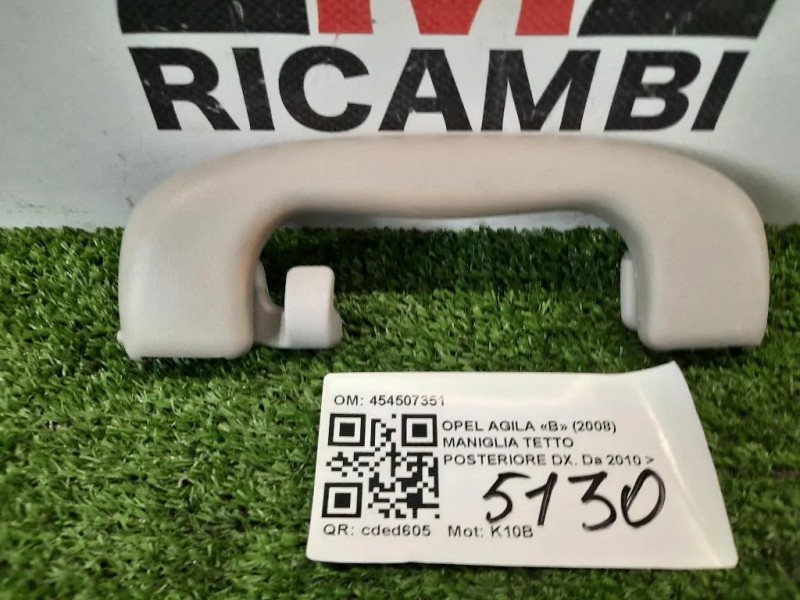 RICAMBI
OM: 454507351
OPEL AGILA «B» (2008)
MANIGLIA TETTO
POSTERIORE DX. Da 2010 >
5130
QR: cded605 Mot: K10B